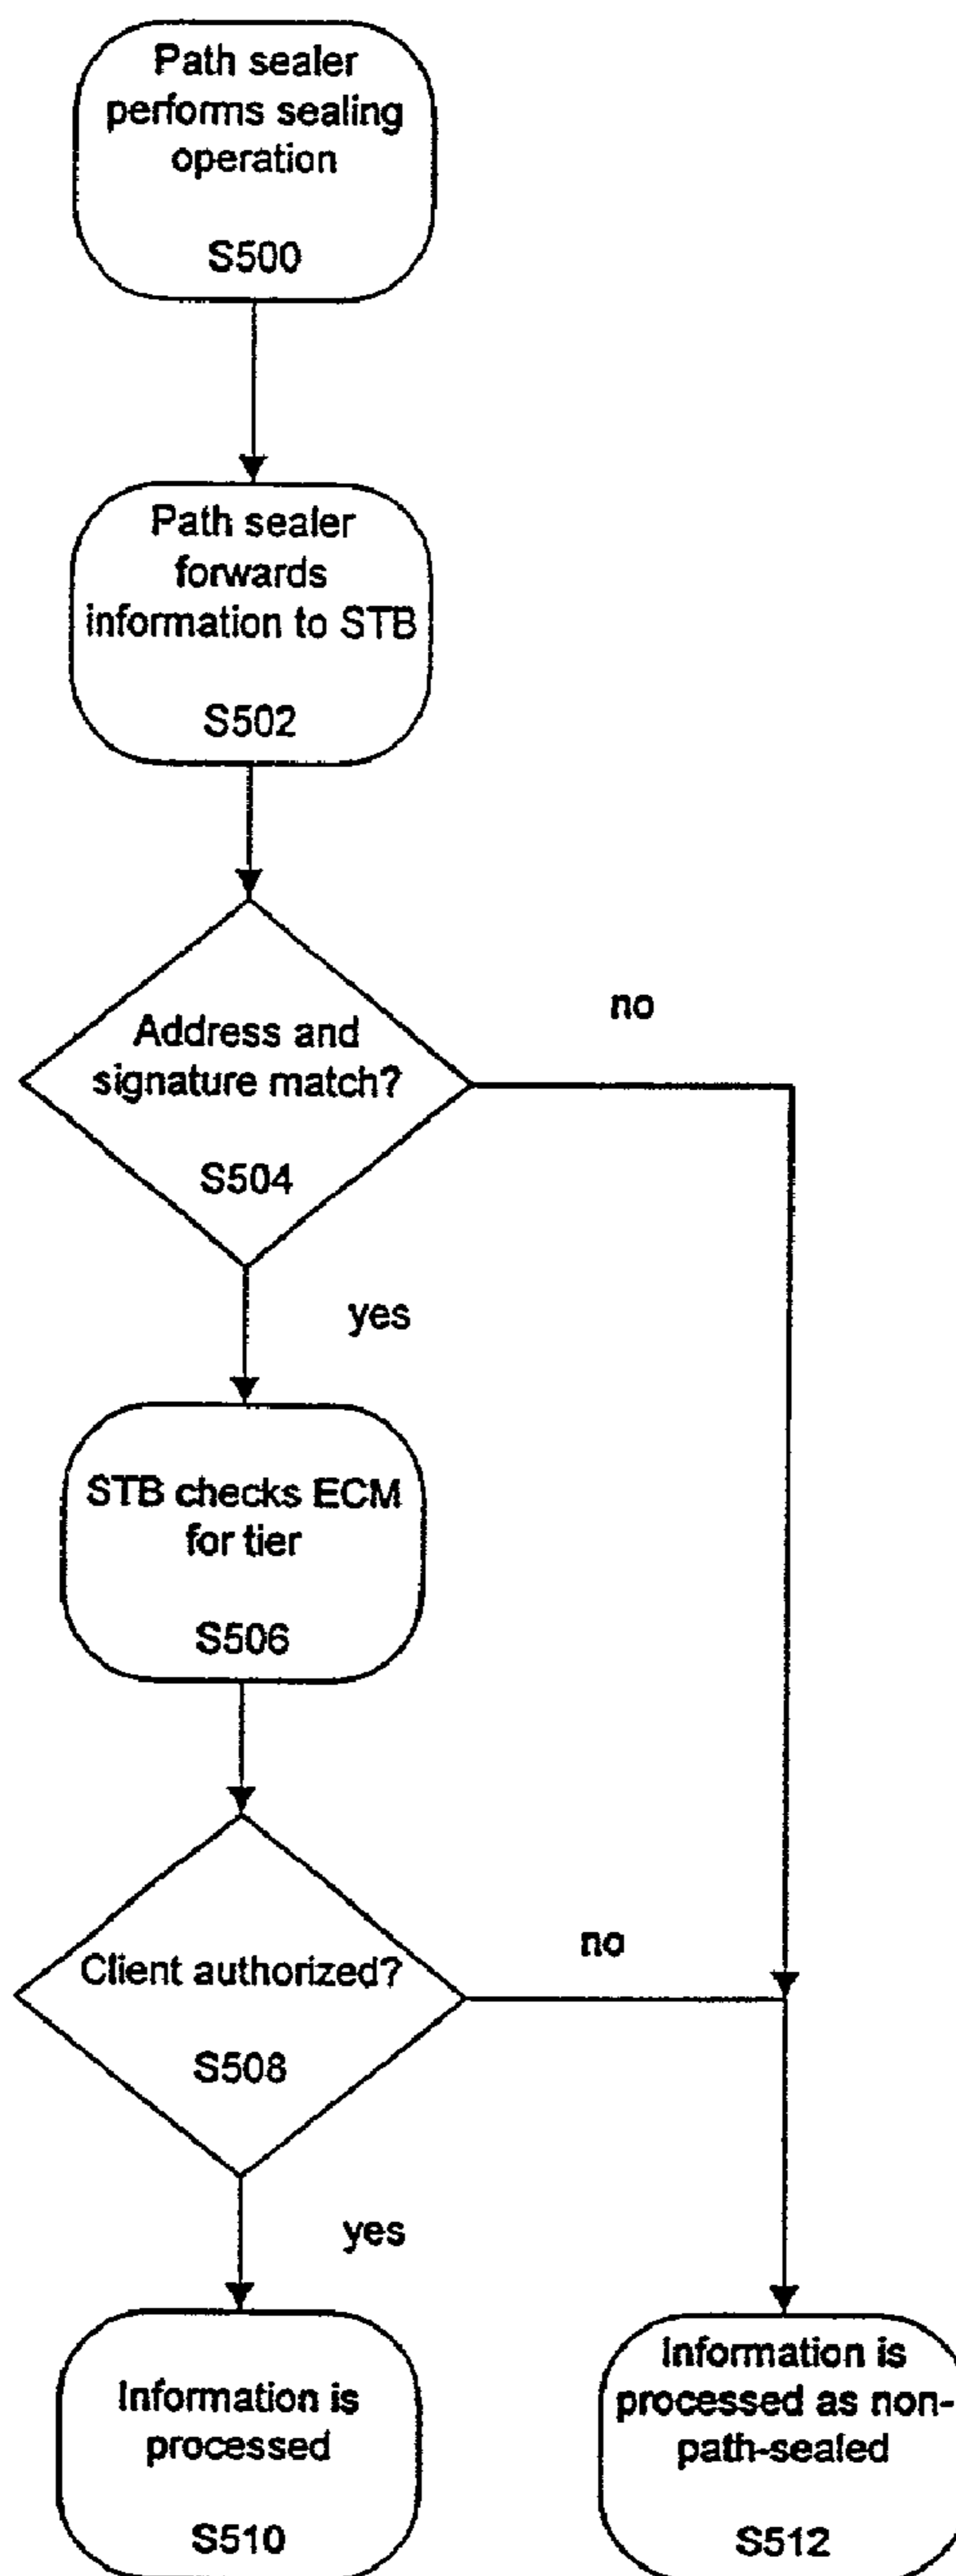 Path sealer
performs sealing
operation
S500
Path sealer
forwards
information to STB
S502
Address and
signature match?
S504
no
yes
STB checks ECM
for tier
S506
Client authorized?
S508
no
yes
Information is
processed
S510
Information is
processed as non-
path-sealed
S512